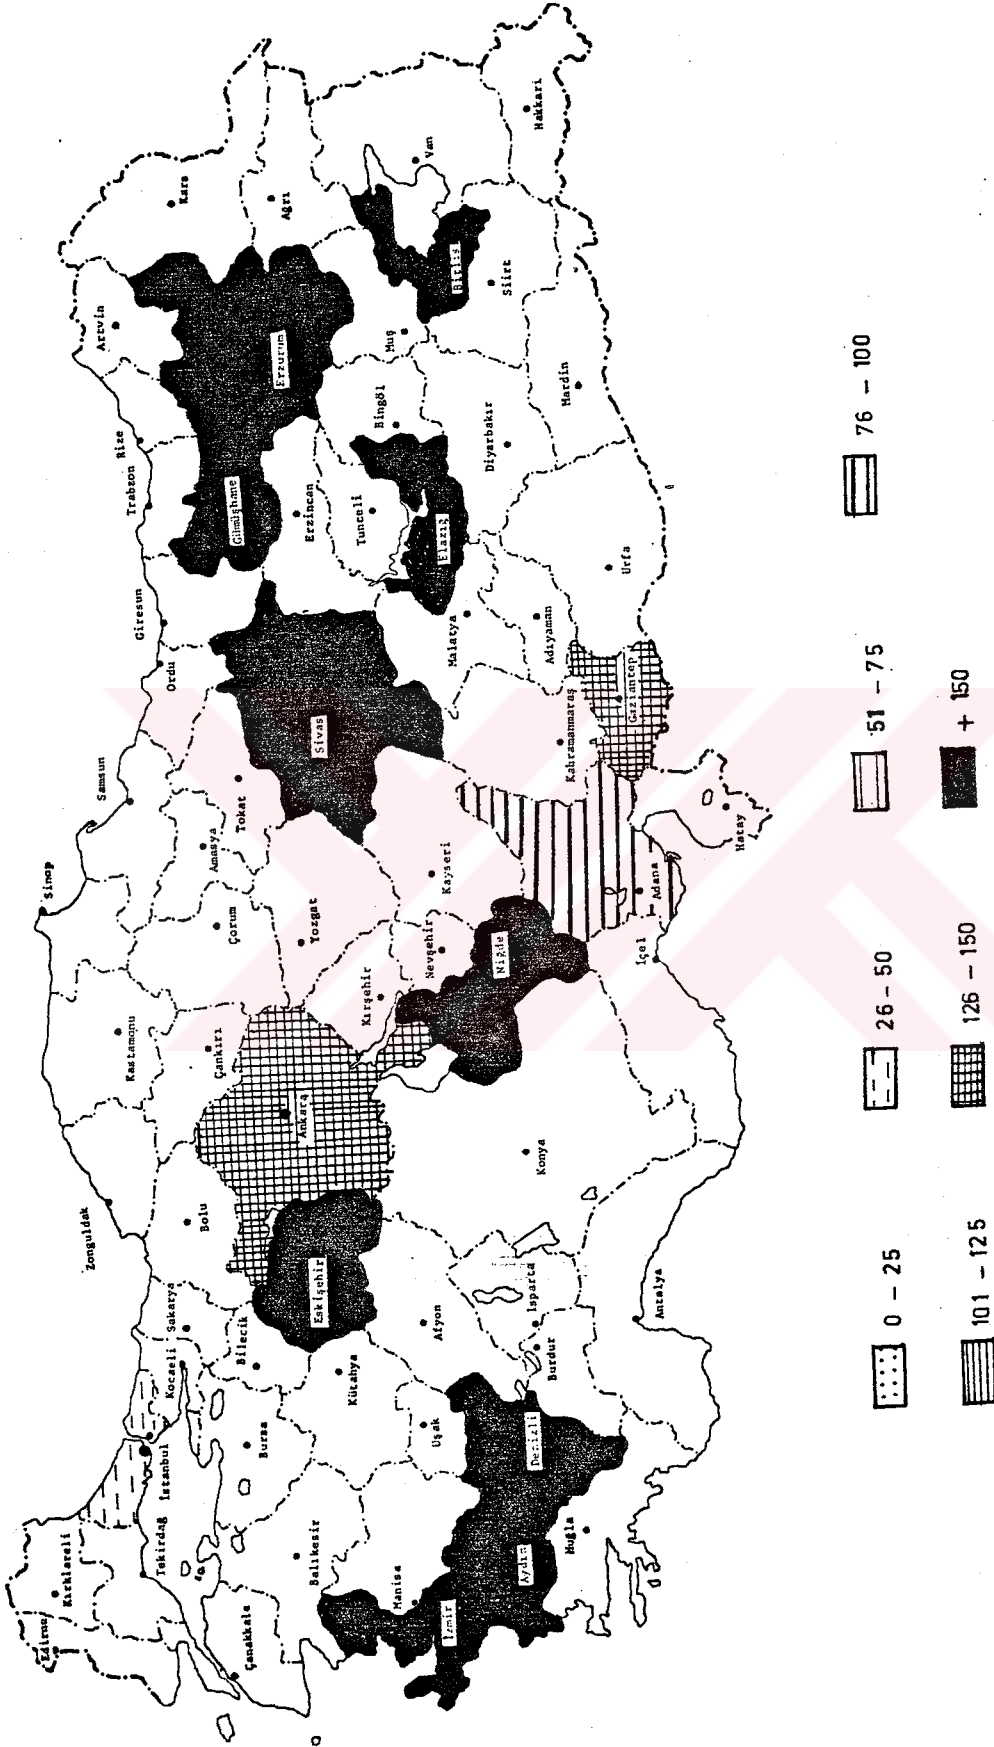 Edirne
Kırklareli
Tekirdağ
İstanbul
Kocaeli
Sakarya
Zonguldak
Bolu
Kastamonu
Çankırı
Sinop
Çorum
Samsun
Amasya
Tokat
Ordu
Giresun
Trabzon
Rize
Artvin
Kars
Gümüşhane
Erzurum
Ağrı
Çanakkale
Balıkesir
Bursa
Bilecik
Kütahya
Eskişehir
Ankara
Kırşehir
Yozgat
Sivas
Erzincan
Tunceli
Bingöl
Muş
Bitlis
Van
Hakkari
Siirt
Manisa
İzmir
Uşak
Afyon
Aydın
Denizli
Muğla
Burdur
Isparta
Antalya
Konya
Nevşehir
Niğde
Kayseri
İçel
Adana
Hatay
Kahramanmaraş
Gaziantep
Malatya
Adıyaman
Elazığ
Diyarbakır
Urfa
Mardin
0 - 25
26 - 50
51 - 75
76 - 100
101 - 125
126 - 150
+ 150